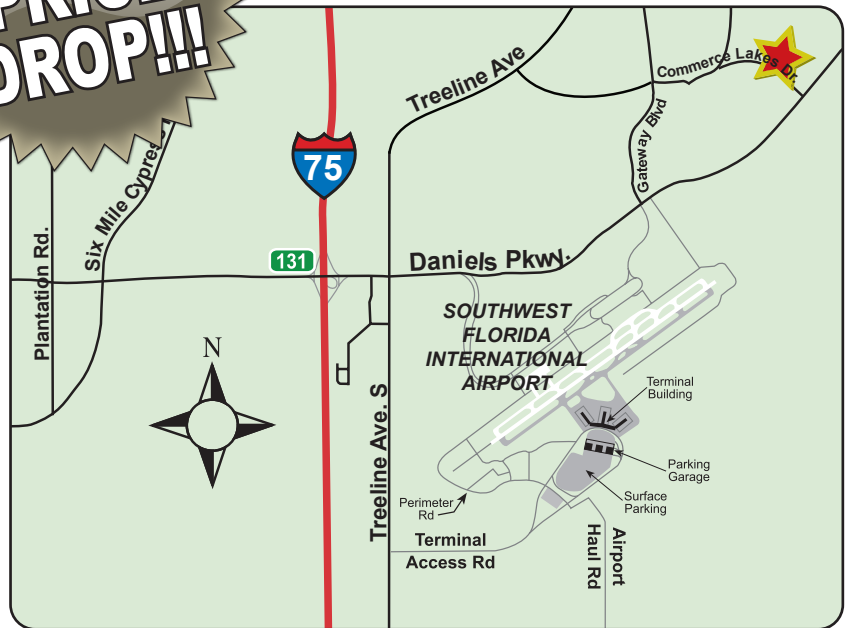 DROP!!!
Treeline Ave
Commerce Lakes Dr.
Gateway Blvd
75
Six Mile Cypress
Plantation Rd.
131
Daniels Pkwy.
SOUTHWEST
FLORIDA
INTERNATIONAL
AIRPORT
N
Terminal
Building
Treeline Ave. S
Parking
Garage
Surface
Parking
Perimeter
Rd
Terminal
Access Rd
Airport
Haul Rd